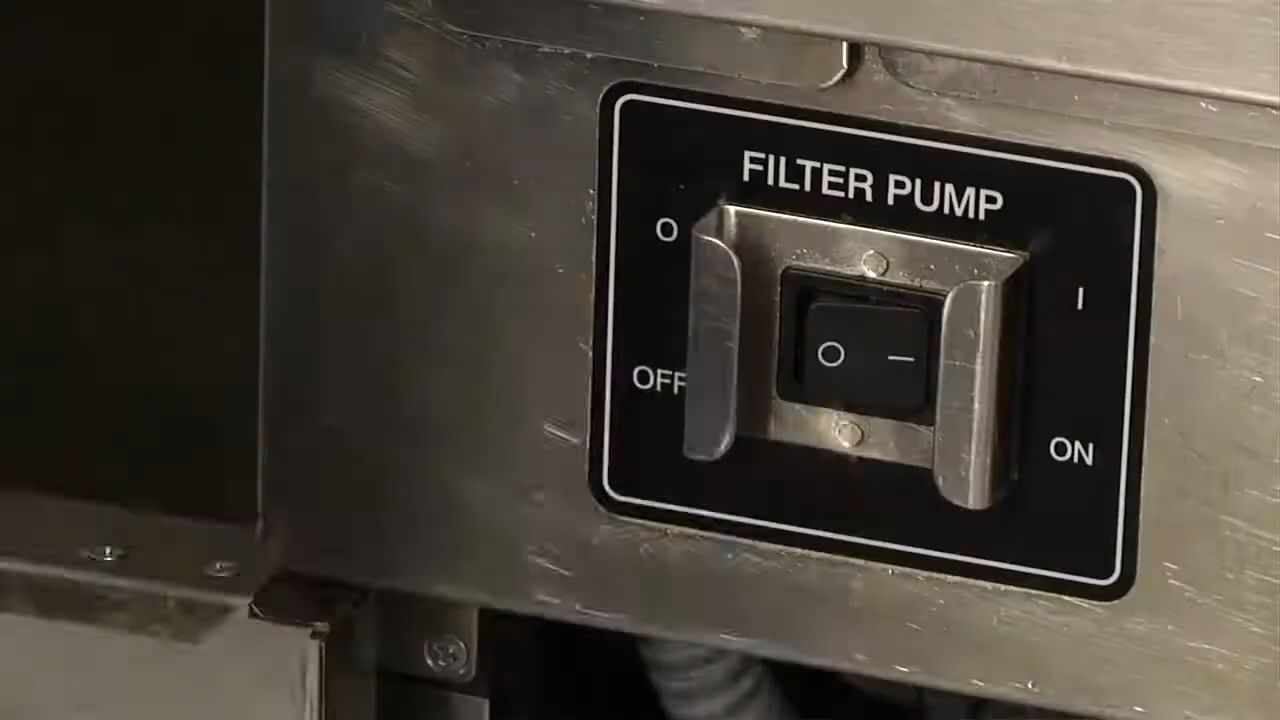 FILTER PUMP
O
I
O —
OFF
ON